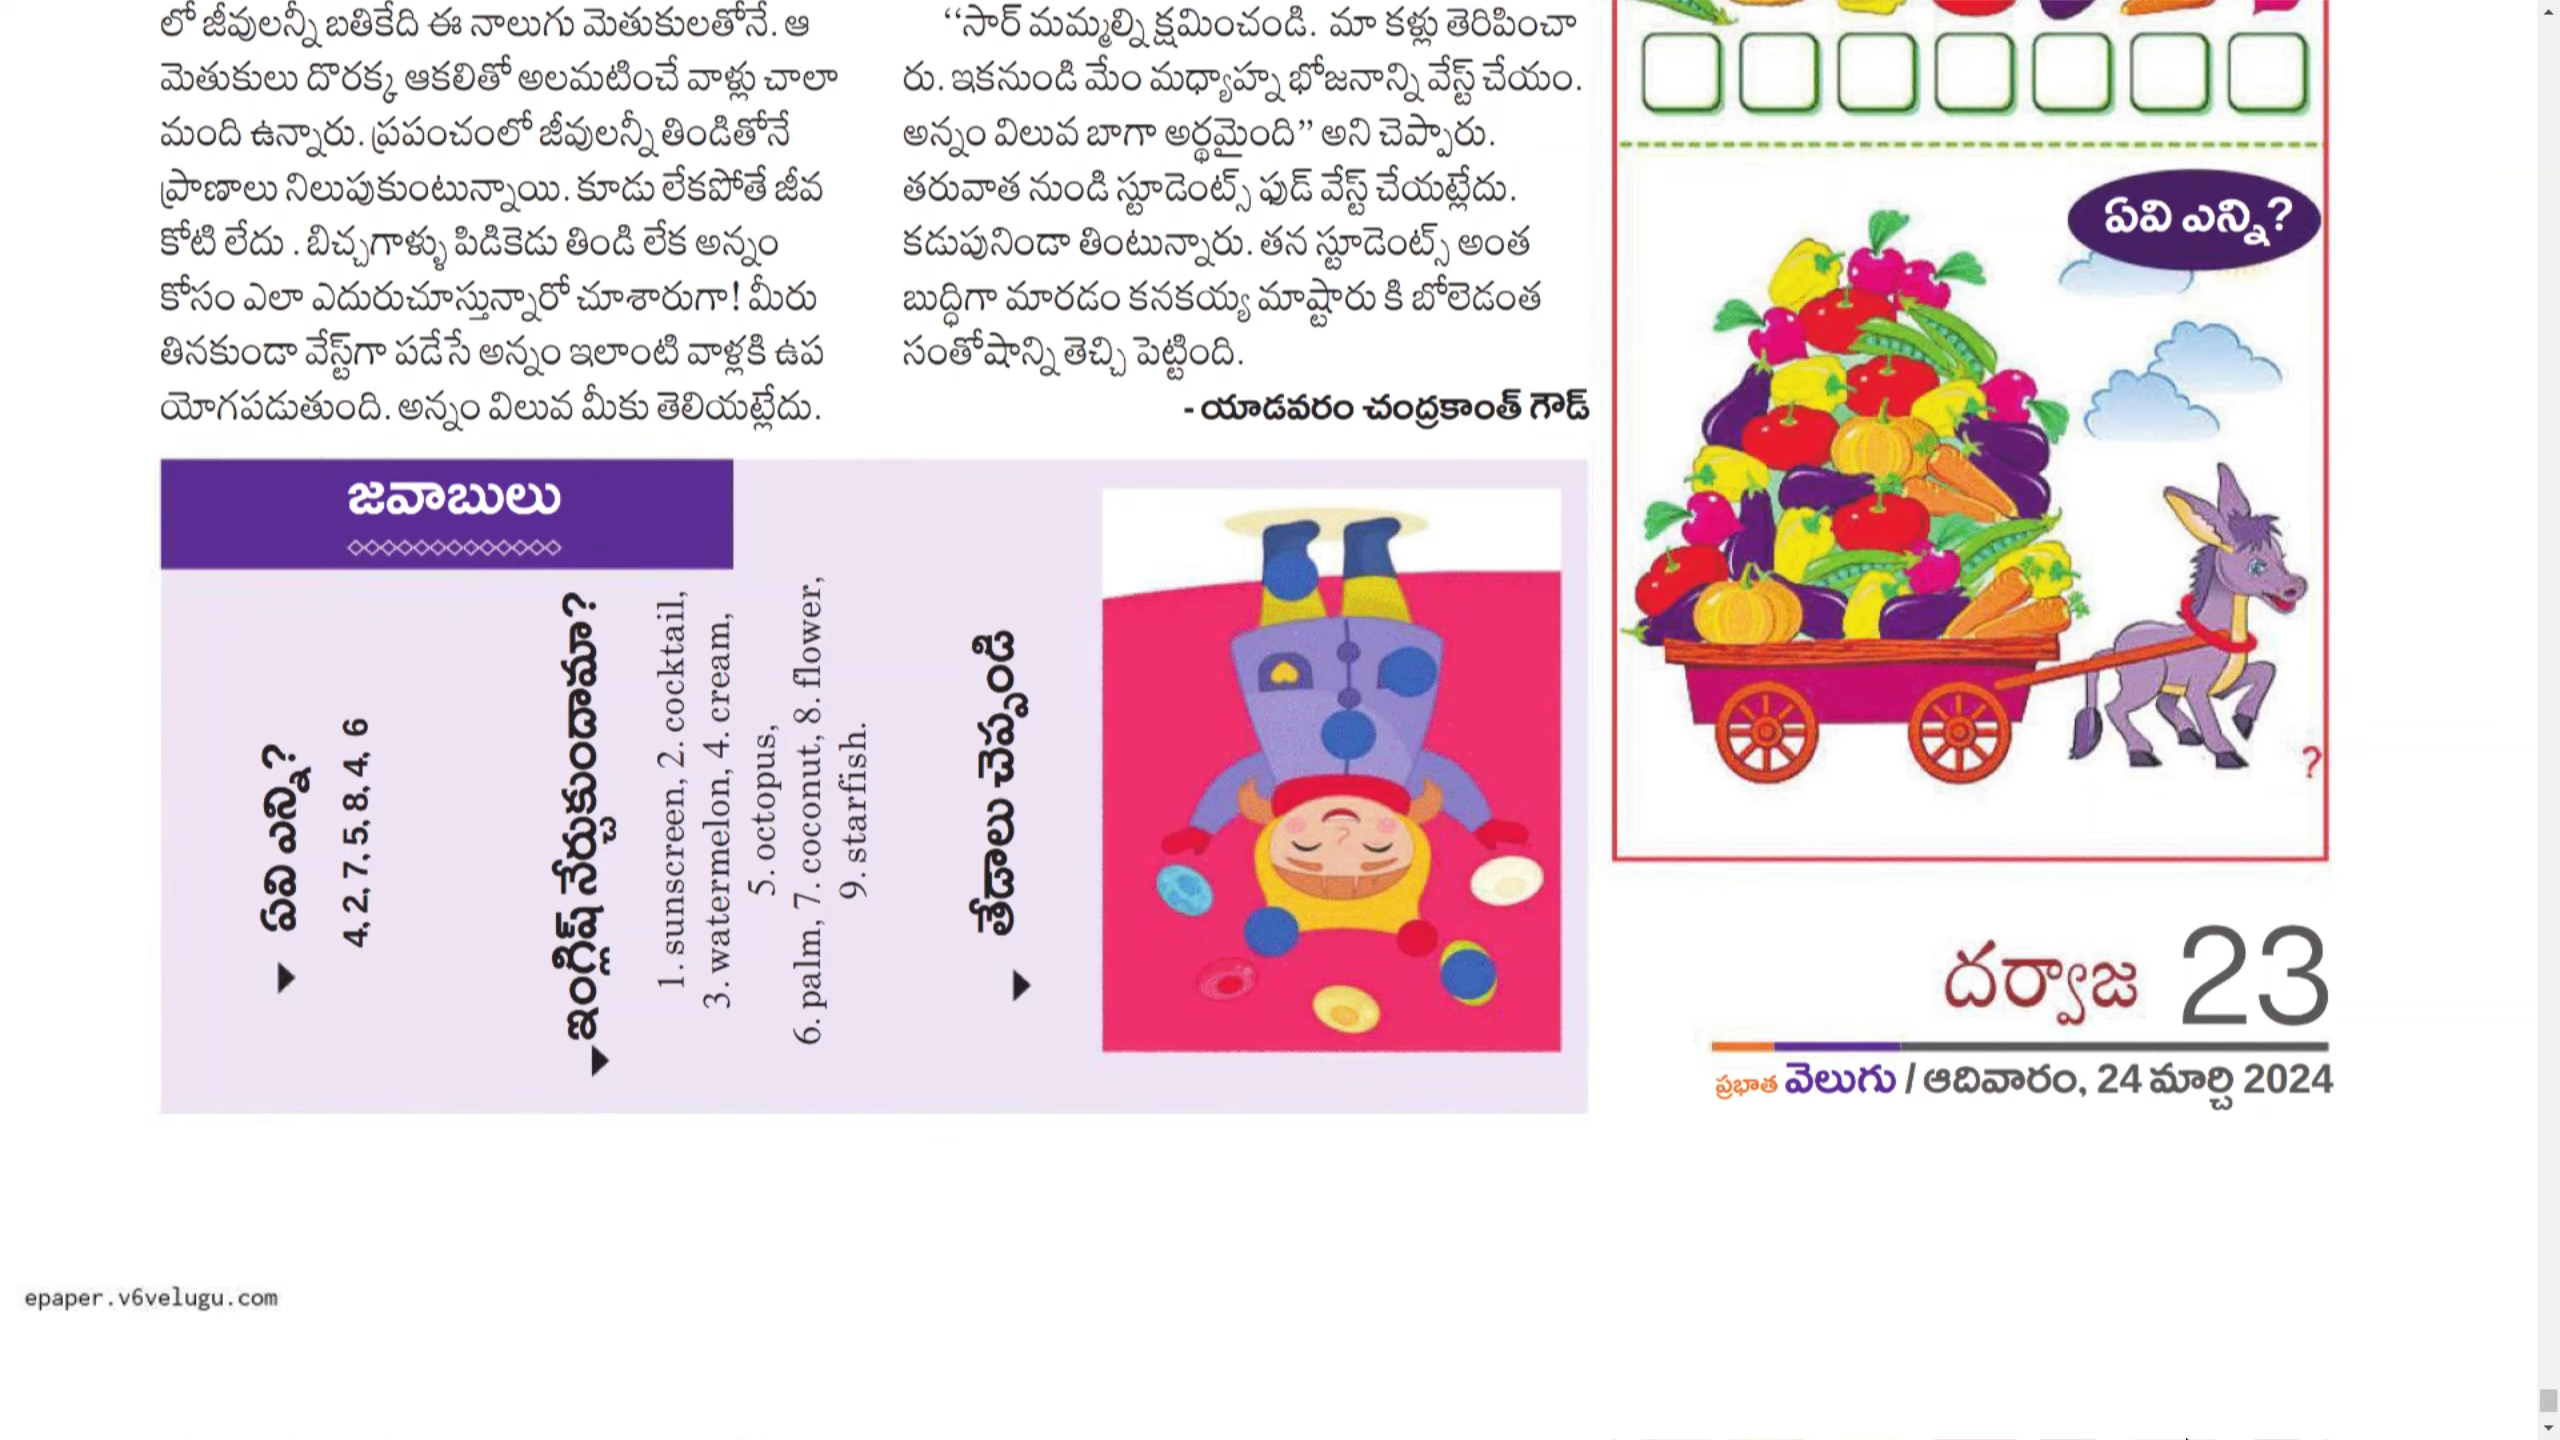 లో జీవులన్నీ బతికేది ఈ నాలుగు మెతుకులతోనే. ఆ
మెతుకులు దొరక్క ఆకలితో అలమటించే వాళ్లు చాలా
మంది ఉన్నారు. ప్రపంచంలో జీవులన్నీ తిండితోనే
ప్రాణాలు నిలుపుకుంటున్నాయి. కూడు లేకపోతే జీవ
కోటి లేదు . బిచ్చగాళ్ళు పిడికెడు తిండి లేక అన్నం
కోసం ఎలా ఎదురుచూస్తున్నారో చూశారుగా! మీరు
తినకుండా వేస్ట్‌గా పడేసే అన్నం ఇలాంటి వాళ్లకి ఉప
యోగపడుతుంది. అన్నం విలువ మీకు తెలియట్లేదు.
“సార్ మమ్మల్ని క్షమించండి. మా కళ్లు తెరిపించా
రు. ఇకనుండి మేం మధ్యాహ్న భోజనాన్ని వేస్ట్ చేయం.
అన్నం విలువ బాగా అర్థమైంది” అని చెప్పారు.
తరువాత నుండి స్టూడెంట్స్ ఫుడ్ వేస్ట్ చేయట్లేదు.
కడుపునిండా తింటున్నారు. తన స్టూడెంట్స్ అంత
బుద్ధిగా మారడం కనకయ్య మాష్టారు కి బోలెడంత
సంతోషాన్ని తెచ్చి పెట్టింది.
- యాడవరం చంద్రకాంత్ గౌడ్
జవాబులు
ఏవి ఎన్ని?
4, 2, 7, 5, 8, 4, 6
ఇంగ్లీష్ నేర్చుకుందామా?
1. sunscreen, 2. cocktail,
3. watermelon, 4. cream,
5. octopus,
6. palm, 7. coconut, 8. flower,
9. starfish.
తేడాలు చెప్పండి
ఏవి ఎన్ని?
?
దర్వాజ 23
ప్రభాత వెలుగు / ఆదివారం, 24 మార్చి 2024
epaper.v6velugu.com